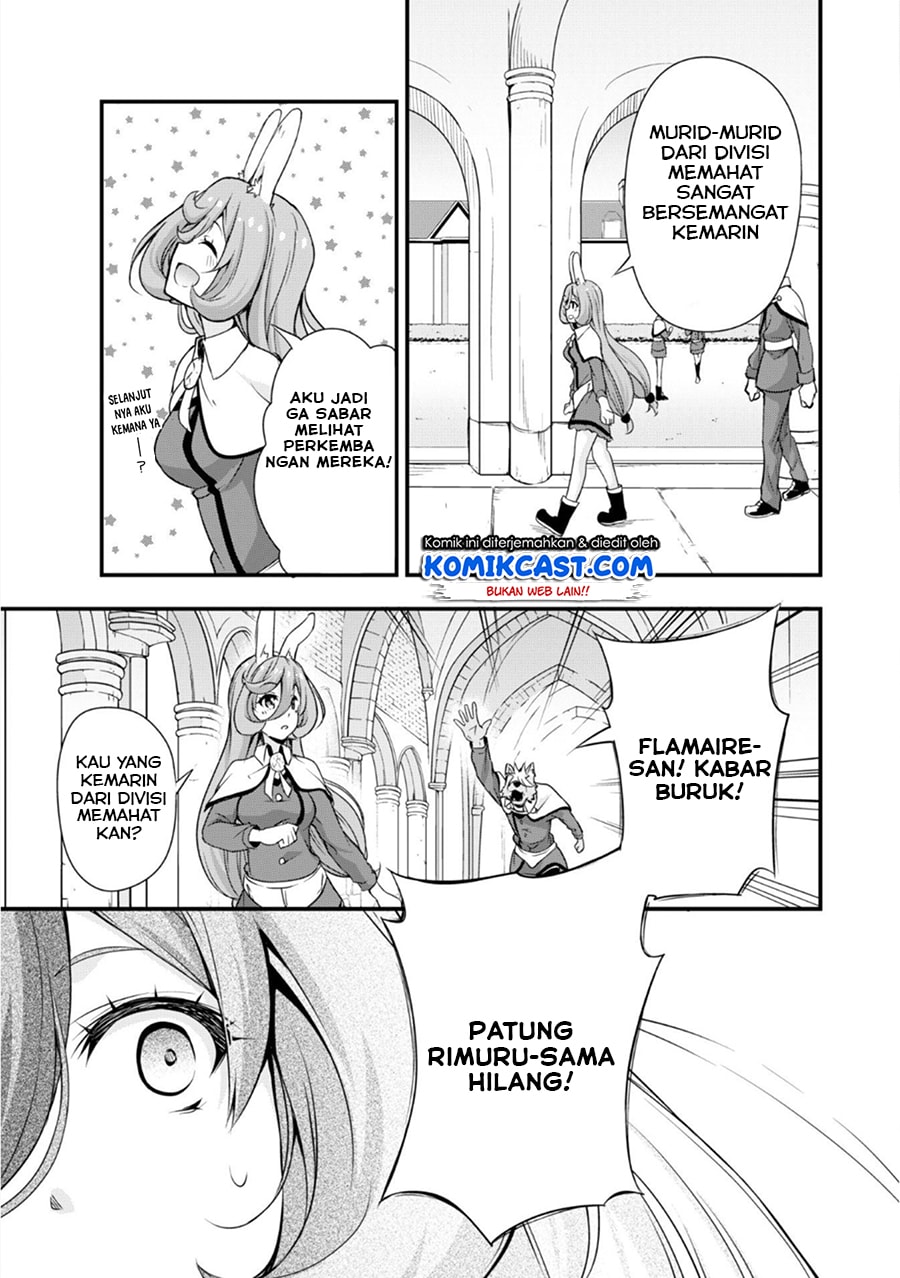 MURID-MURID
DARI DIVISI
MEMAHAT
SANGAT
BERSEMANGAT
KEMARIN
AKU JADI
GA SABAR
MELIHAT
PERKEMBA
NGAN MEREKA!
SELANJUT
NYA AKU
KEMANA YA
?
Komik ini diterjemahkan & diedit oleh
KOMIKCAST.COM
BUKAN WEB LAIN!!
FLAMAIRE-
SAN! KABAR
BURUK!
KAU YANG
KEMARIN
DARI DIVISI
MEMAHAT
KAN?
PATUNG
RIMURU-SAMA
HILANG!